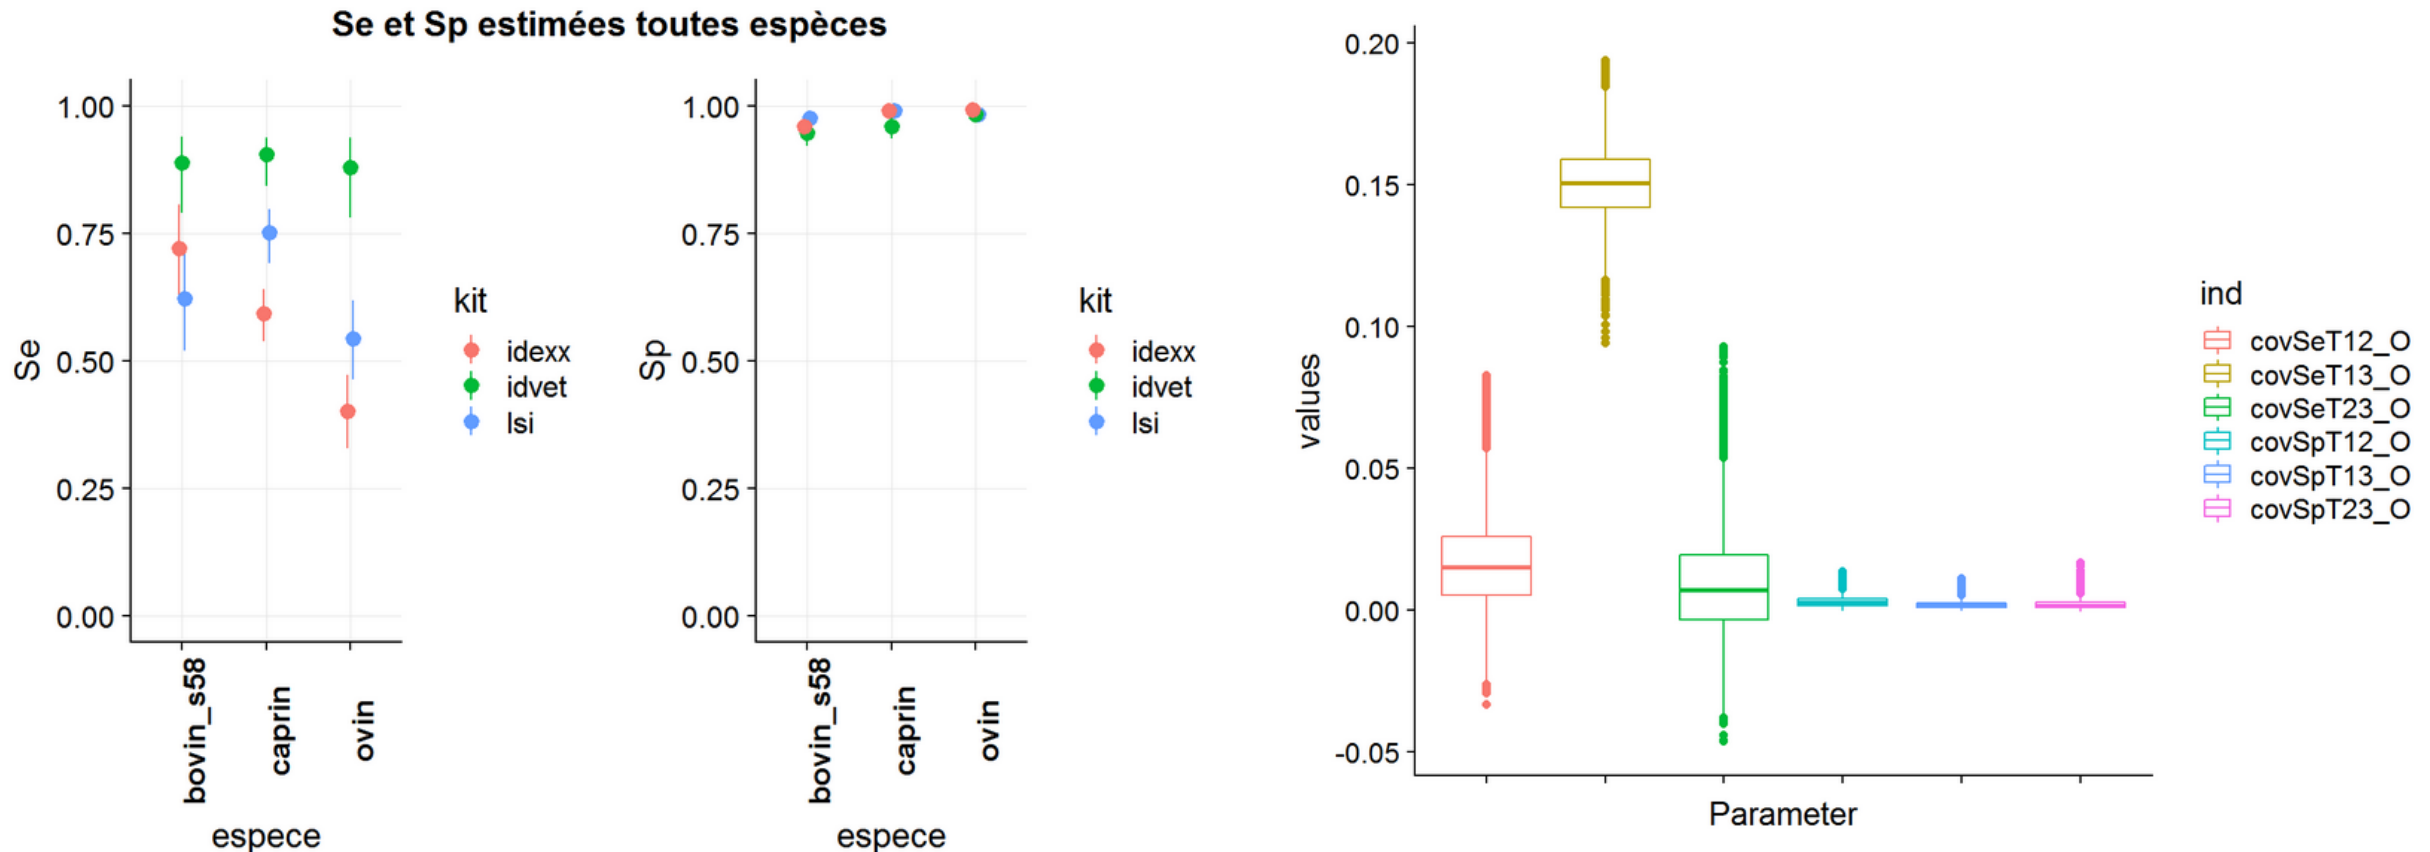 Se et Sp estimées toutes espèces
Se
1.00
0.75
0.50
0.25
0.00
bovin_s58
caprin
ovin
espece
kit
idexx
idvet
lsi
Sp
1.00
0.75
0.50
0.25
0.00
bovin_s58
caprin
ovin
espece
kit
idexx
idvet
lsi
values
0.20
0.15
0.10
0.05
0.00
-0.05
Parameter
ind
covSeT12_O
covSeT13_O
covSeT23_O
covSpT12_O
covSpT13_O
covSpT23_O